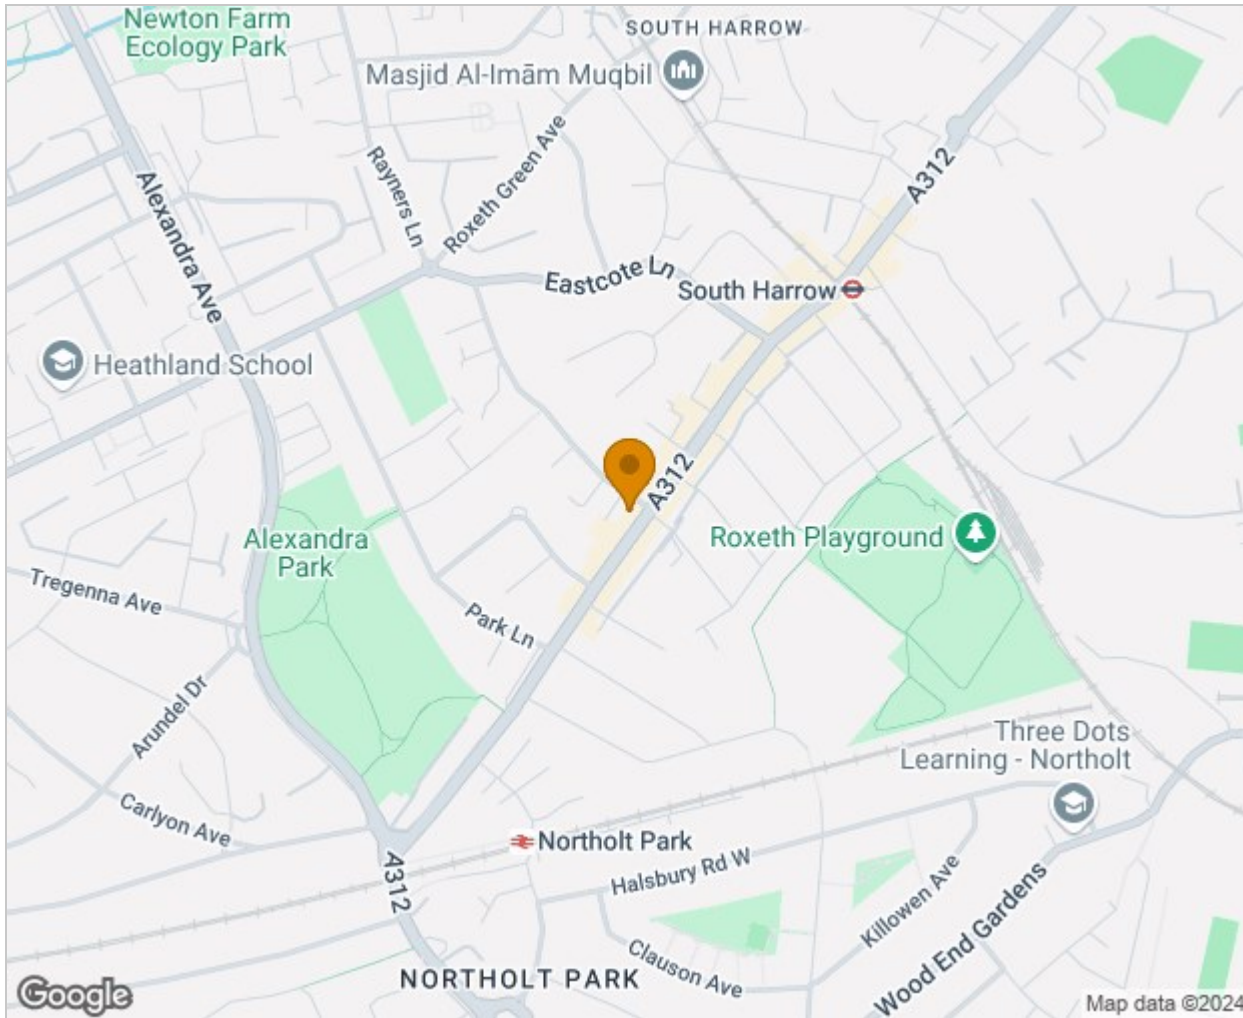 Newton Farm
Ecology Park
SOUTH HARROW
Masjid Al-Imām Muqbil
A312
Rayners Ln
Roxeth Green Ave
Alexandra Ave
Eastcote Ln
South Harrow
Heathland School
A312
Roxeth Playground
Alexandra
Park
Tregenna Ave
Park Ln
Arundel Dr
Three Dots
Learning - Northolt
Carlyon Ave
Northolt Park
A312
Halsbury Rd W
Killowen Ave
Wood End Gardens
Clauson Ave
NORTHOLT PARK
Google
Map data ©2024